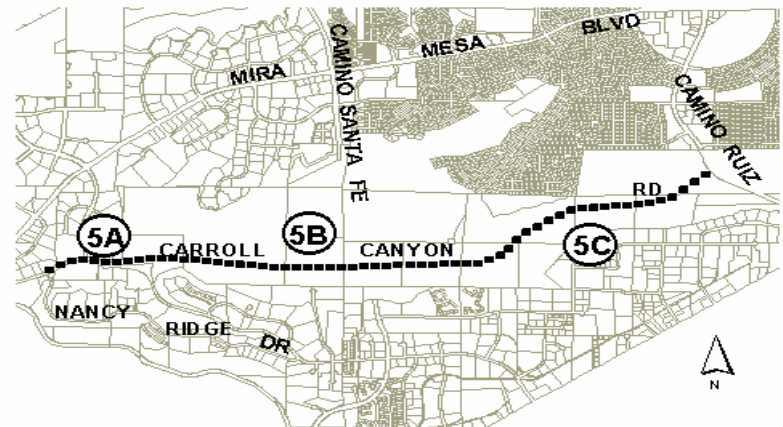 MIRA MESA BLVD
CAMINO SANTA FE
CAMINO RUIZ
5A
5B
5C
CARROLL CANYON RD
NANCY RIDGE DR
N